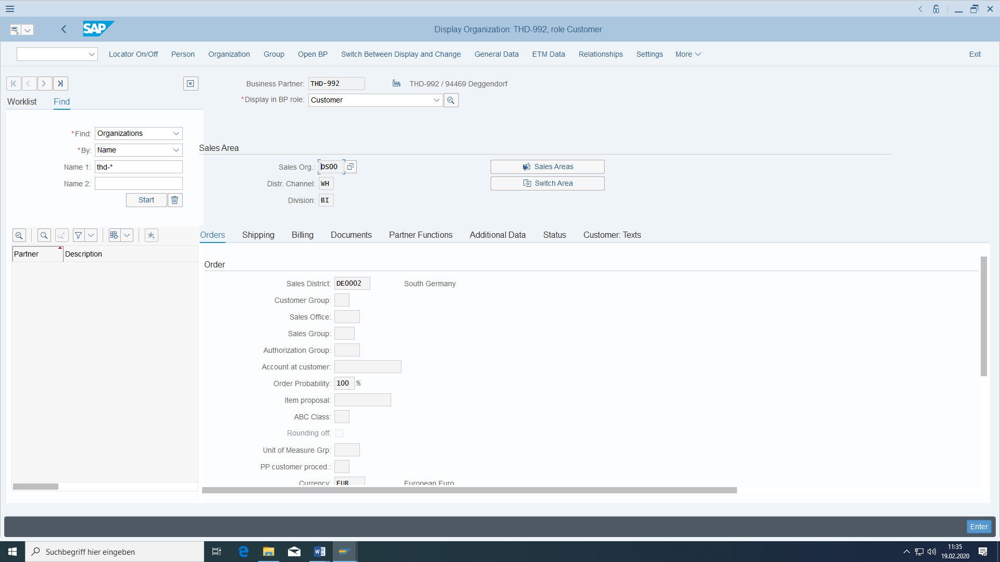 SAP
Display Organization: THD-992, role Customer
Locator On/Off Person Organization Group Open BP Switch Between Display and Change General Data ETM Data Relationships Settings More Exit
Business Partner: THD-992 THD-992 / 94469 Deggendorf
Worklist Find
*Display in BP role: Customer
*Find: Organizations
*By: Name
Name 1: thd-*
Name 2:
Start
Sales Area
Sales Org.: DS00 Sales Areas
Distr. Channel: WH Switch Area
Division: BI
Orders Shipping Billing Documents Partner Functions Additional Data Status Customer: Texts
Partner Description
Order
Sales District: DE0002 South Germany
Customer Group:
Sales Office:
Sales Group:
Authorization Group:
Account at customer:
Order Probability: 100 %
Item proposal:
ABC Class:
Rounding off:
Unit of Measure Grp:
PP customer proced.:
Currency: EUR European Euro
Enter
Suchbegriff hier eingeben
11:35
19.02.2020